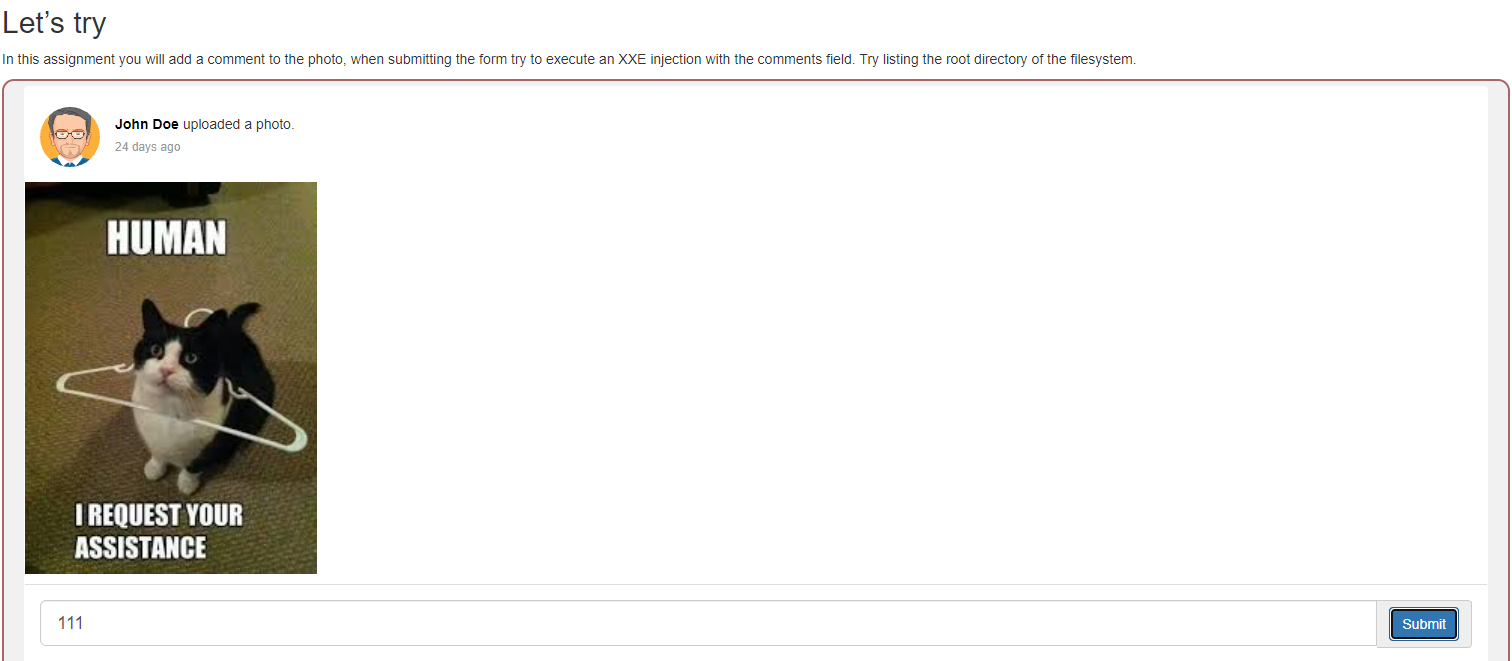 Let’s try
In this assignment you will add a comment to the photo, when submitting the form try to execute an XXE injection with the comments field. Try listing the root directory of the filesystem.
John Doe uploaded a photo.
24 days ago
HUMAN
I REQUEST YOUR
ASSISTANCE
111
Submit